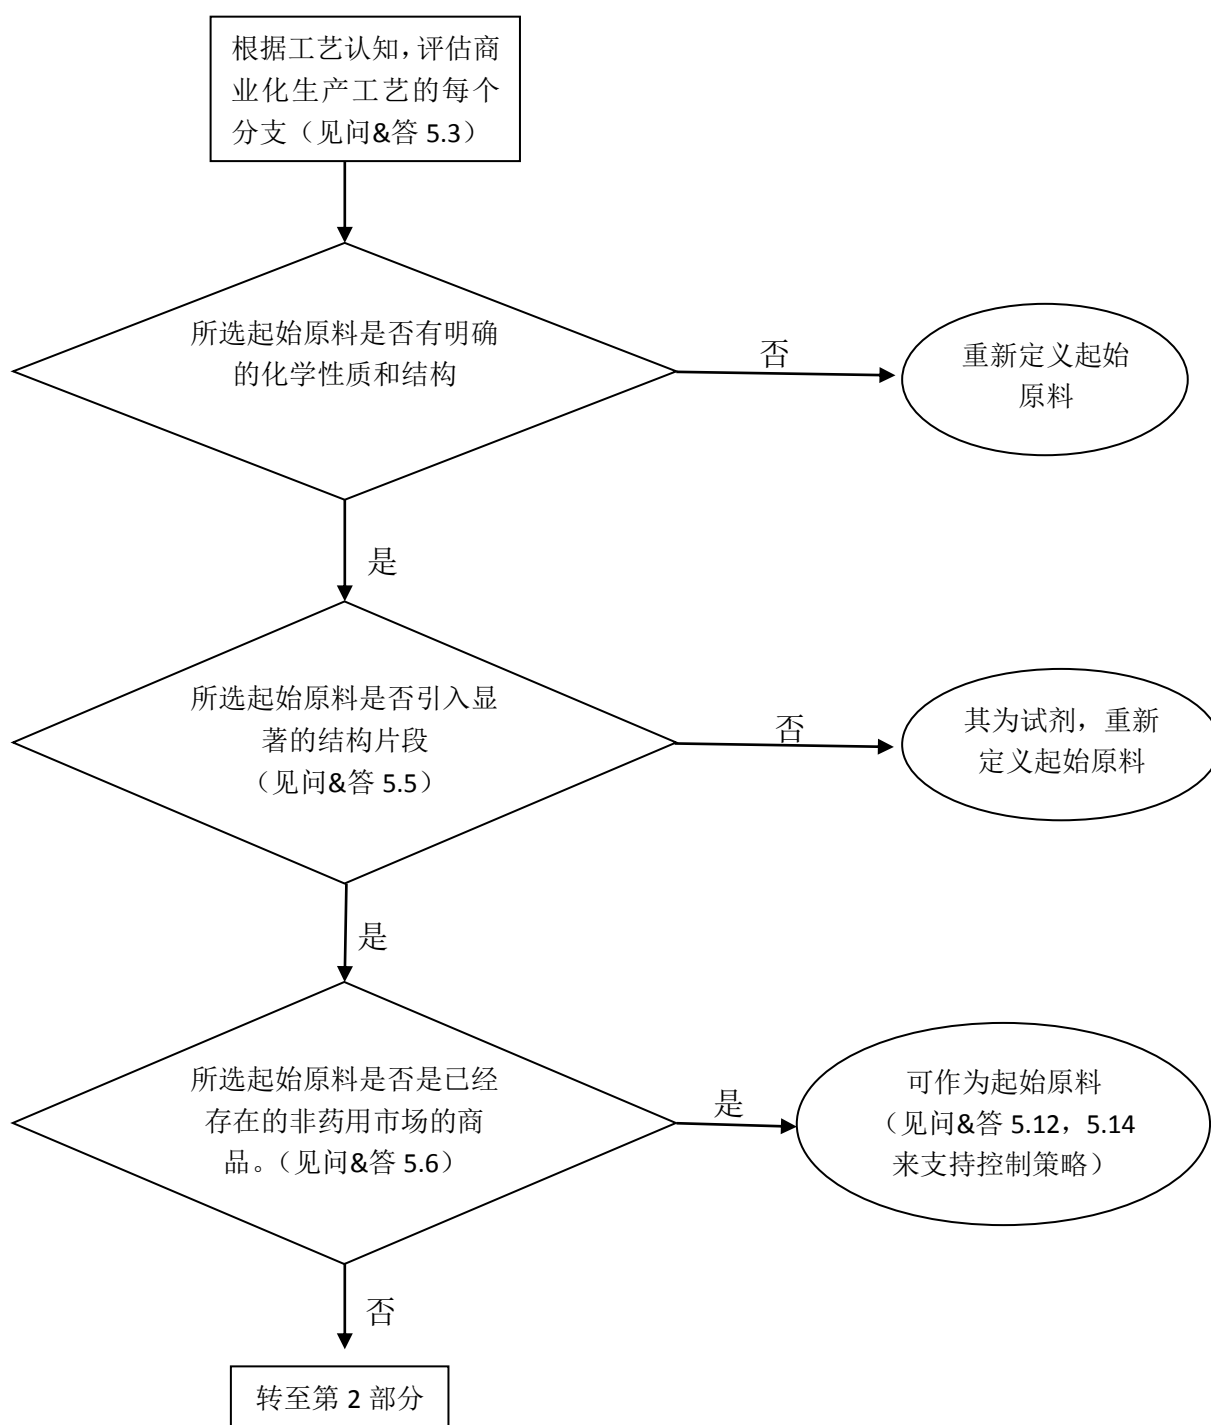 根据工艺认知，评估商
业化生产工艺的每个
分支（见问&答 5.3）
所选起始原料是否有明确
的化学性质和结构
否
重新定义起始
原料
是
所选起始原料是否引入显
著的结构片段
（见问&答 5.5）
否
其为试剂，重新
定义起始原料
是
所选起始原料是否是已经
存在的非药用市场的商
品。（见问&答 5.6）
是
可作为起始原料
（见问&答 5.12，5.14
来支持控制策略）
否
转至第 2 部分